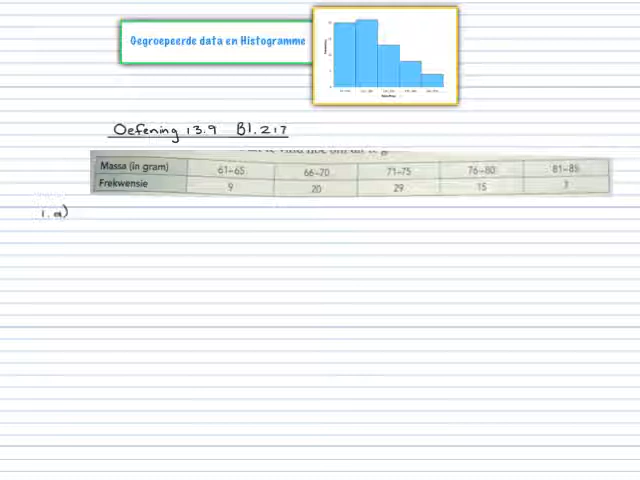 Gegroepeerde data en Histogramme
Oefening 13.9 Bl.217
Massa (in gram) 61–65 66–70 71–75 76–80 81–85
Frekwensie 9 20 29 15
1. a)